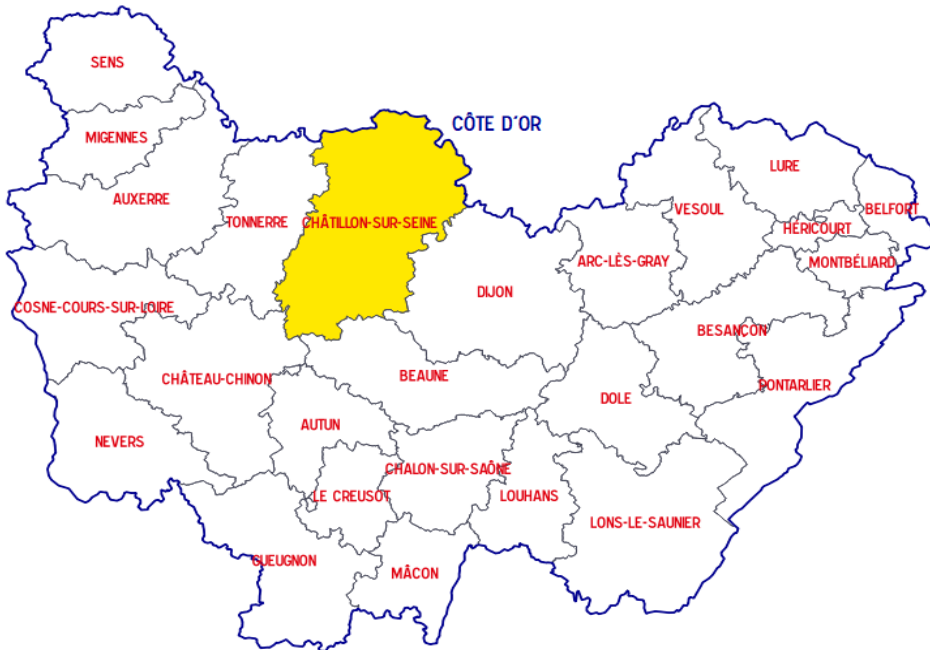 SENS
CÔTE D'OR
MIGENNES
LURE
AUXERRE
BELFORT
VESOUL
TONNERRE
CHÂTILLON-SUR-SEINE
HÉRICOURT
ARC-LÈS-GRAY
MONTBÉLIARD
DIJON
COSNE-COURS-SUR-LOIRE
BESANÇON
CHÂTEAU-CHINON
BEAUNE
PONTARLIER
DOLE
AUTUN
NEVERS
CHALON-SUR-SAÔNE
LE CREUSOT
LOUHANS
LONS-LE-SAUNIER
GUEUGNON
MÂCON